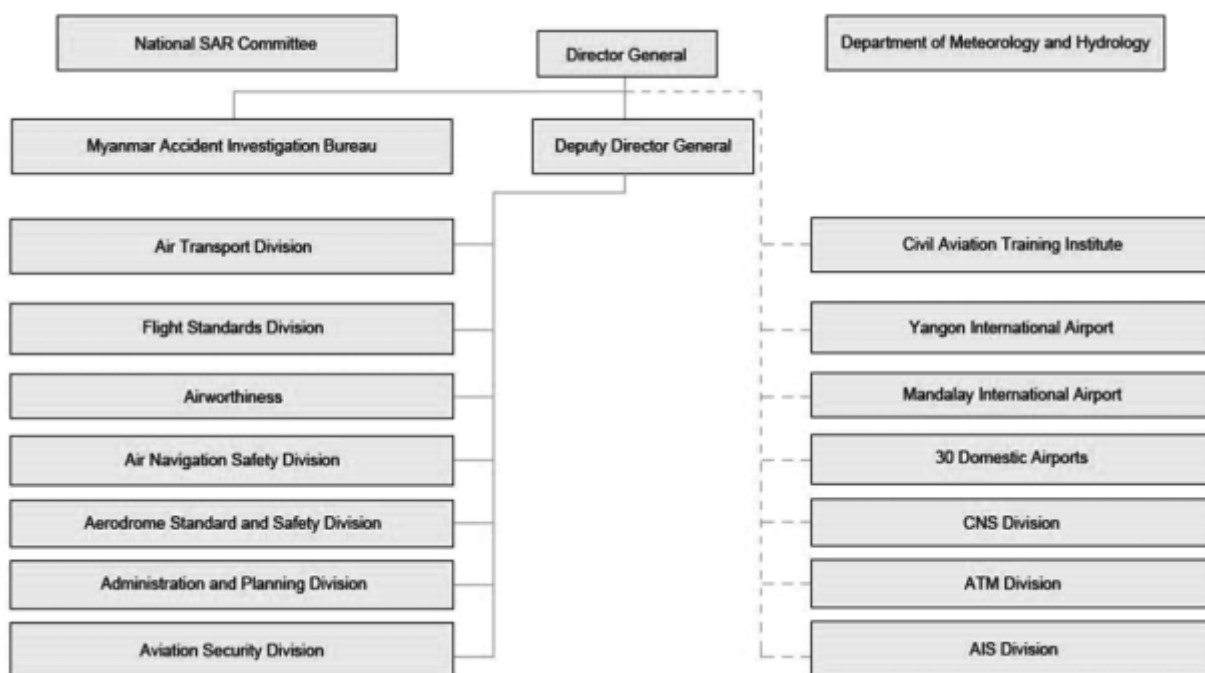 National SAR Committee
Director General
Department of Meteorology and Hydrology
Myanmar Accident Investigation Bureau
Deputy Director General
Air Transport Division
Civil Aviation Training Institute
Flight Standards Division
Yangon International Airport
Airworthiness
Mandalay International Airport
Air Navigation Safety Division
30 Domestic Airports
Aerodrome Standard and Safety Division
CNS Division
Administration and Planning Division
ATM Division
Aviation Security Division
AIS Division